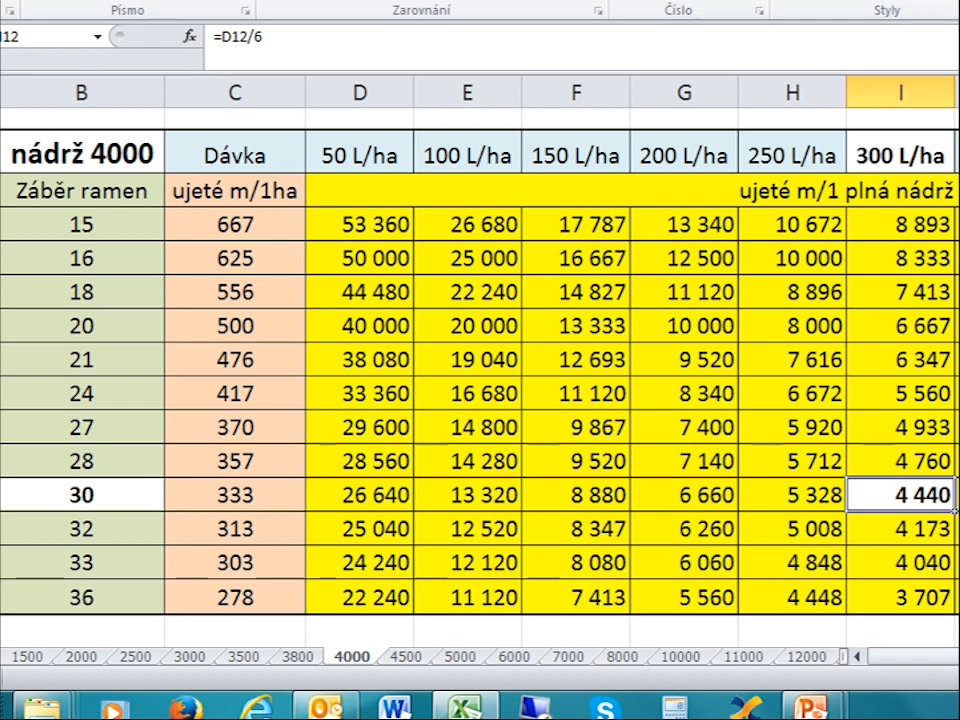 Písmo Zarovnání Číslo Styly
I12 fx =D12/6
B C D E F G H I
nádrž 4000 Dávka 50 L/ha 100 L/ha 150 L/ha 200 L/ha 250 L/ha 300 L/ha
Záběr ramen ujeté m/1ha ujeté m/1 plná nádrž
15 667 53 360 26 680 17 787 13 340 10 672 8 893
16 625 50 000 25 000 16 667 12 500 10 000 8 333
18 556 44 480 22 240 14 827 11 120 8 896 7 413
20 500 40 000 20 000 13 333 10 000 8 000 6 667
21 476 38 080 19 040 12 693 9 520 7 616 6 347
24 417 33 360 16 680 11 120 8 340 6 672 5 560
27 370 29 600 14 800 9 867 7 400 5 920 4 933
28 357 28 560 14 280 9 520 7 140 5 712 4 760
30 333 26 640 13 320 8 880 6 660 5 328 4 440
32 313 25 040 12 520 8 347 6 260 5 008 4 173
33 303 24 240 12 120 8 080 6 060 4 848 4 040
36 278 22 240 11 120 7 413 5 560 4 448 3 707
1500 2000 2500 3000 3500 3800 4000 4500 5000 6000 7000 8000 10000 11000 12000